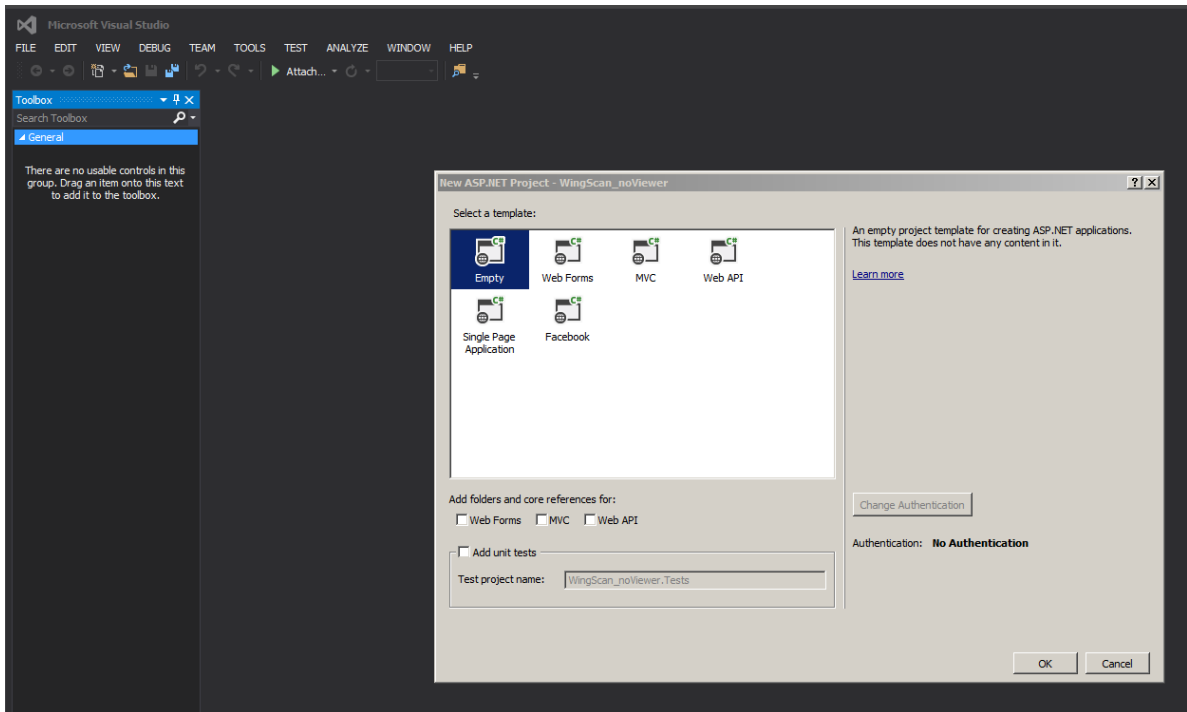 Microsoft Visual Studio
FILE EDIT VIEW DEBUG TEAM TOOLS TEST ANALYZE WINDOW HELP
Attach...
Toolbox
Search Toolbox
General
There are no usable controls in this
group. Drag an item onto this text
to add it to the toolbox.
New ASP.NET Project - WingScan_noViewer
Select a template:
C# C# C# C#
Empty Web Forms MVC Web API
C# C#
Single Page
Application
Facebook
An empty project template for creating ASP.NET applications.
This template does not have any content in it.
Learn more
Add folders and core references for:
Web Forms MVC Web API
Add unit tests
Test project name: WingScan_noViewer.Tests
Change Authentication
Authentication: No Authentication
OK Cancel